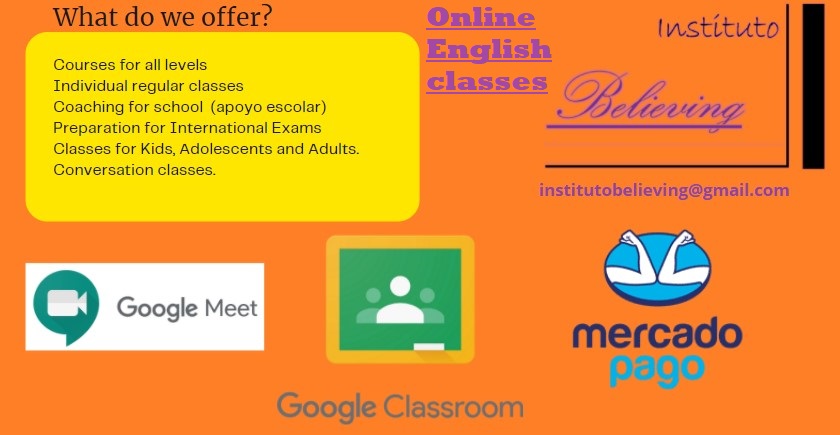 What do we offer?
Courses for all levels
Individual regular classes
Coaching for school (apoyo escolar)
Preparation for International Exams
Classes for Kids, Adolescents and Adults.
Conversation classes.
Online
English
classes
Instituto
Believing
institutobelieving@gmail.com
Google Meet
Google Classroom
mercado
pago